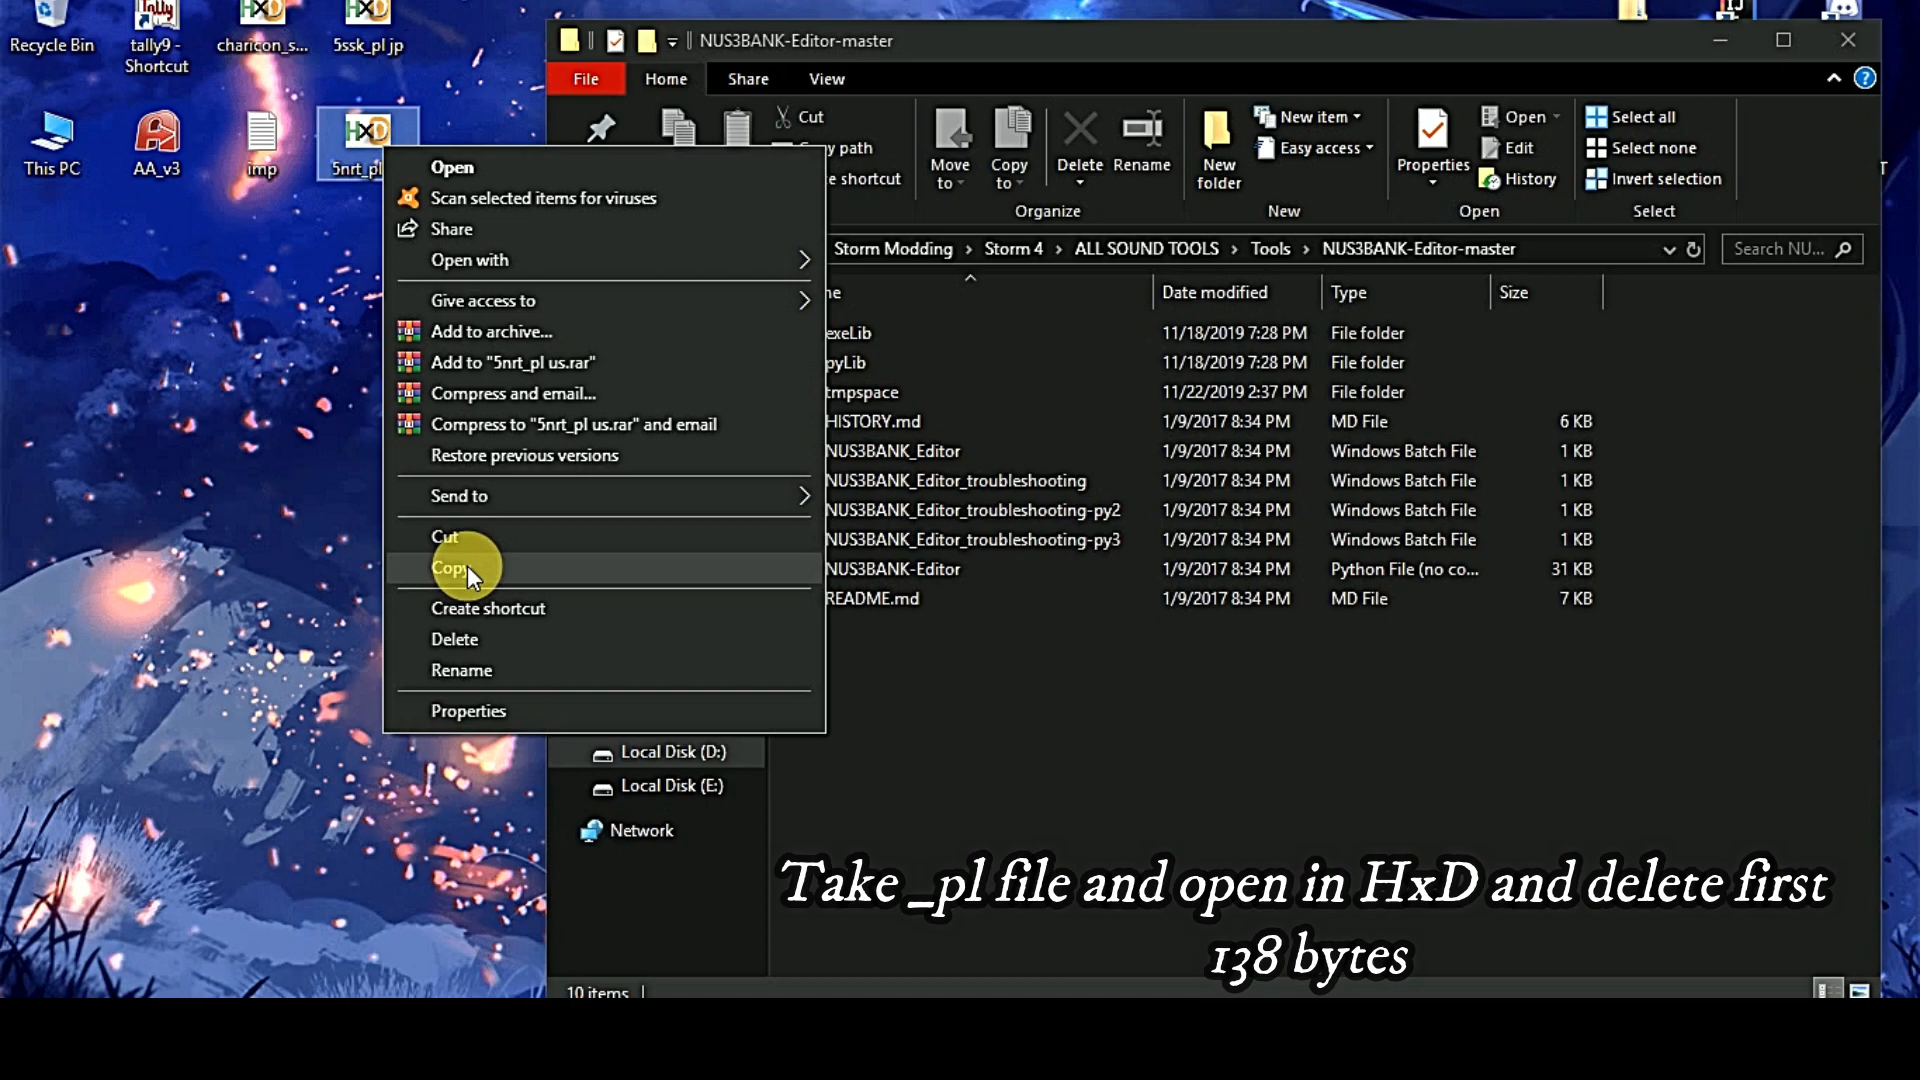 Recycle Bin
tally9 -
Shortcut
charicon_s...
5ssk_pl jp
This PC
AA_v3
imp
5nrt_pl
NUS3BANK-Editor-master
File
Home
Share
View
Cut
py path
e shortcut
Move
to
Copy
to
Delete
Rename
Organize
New
folder
New item
Easy access
New
Properties
Open
Edit
History
Open
Select all
Select none
Invert selection
Select
Storm Modding
Storm 4
ALL SOUND TOOLS
Tools
NUS3BANK-Editor-master
Search NU...
Date modified
Type
Size
exeLib 11/18/2019 7:28 PM File folder
pyLib 11/18/2019 7:28 PM File folder
tmpspace 11/22/2019 2:37 PM File folder
HISTORY.md 1/9/2017 8:34 PM MD File 6 KB
NUS3BANK_Editor 1/9/2017 8:34 PM Windows Batch File 1 KB
NUS3BANK_Editor_troubleshooting 1/9/2017 8:34 PM Windows Batch File 1 KB
NUS3BANK_Editor_troubleshooting-py2 1/9/2017 8:34 PM Windows Batch File 1 KB
NUS3BANK_Editor_troubleshooting-py3 1/9/2017 8:34 PM Windows Batch File 1 KB
NUS3BANK-Editor 1/9/2017 8:34 PM Python File (no co... 31 KB
README.md 1/9/2017 8:34 PM MD File 7 KB
Open
Scan selected items for viruses
Share
Open with
Give access to
Add to archive...
Add to "5nrt_pl us.rar"
Compress and email...
Compress to "5nrt_pl us.rar" and email
Restore previous versions
Send to
Cut
Copy
Create shortcut
Delete
Rename
Properties
Local Disk (D:)
Local Disk (E:)
Network
Take _pl file and open in HxD and delete first
138 bytes
10 items